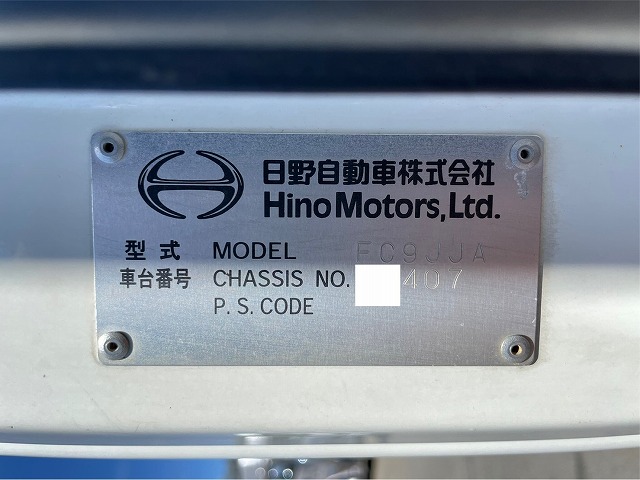 日野自動車株式会社
Hino Motors, Ltd.
型式 MODEL FC9JJA
車台番号 CHASSIS NO. 407
P.S.CODE